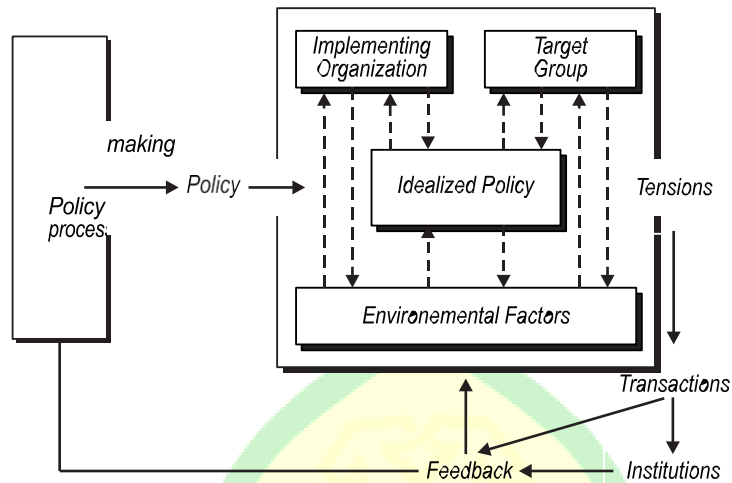 Implementing
Organization
Target
Group
making
Policy
Idealized Policy
Tensions
Policy
proces
Environemental Factors
Transactions
Feedback
Institutions